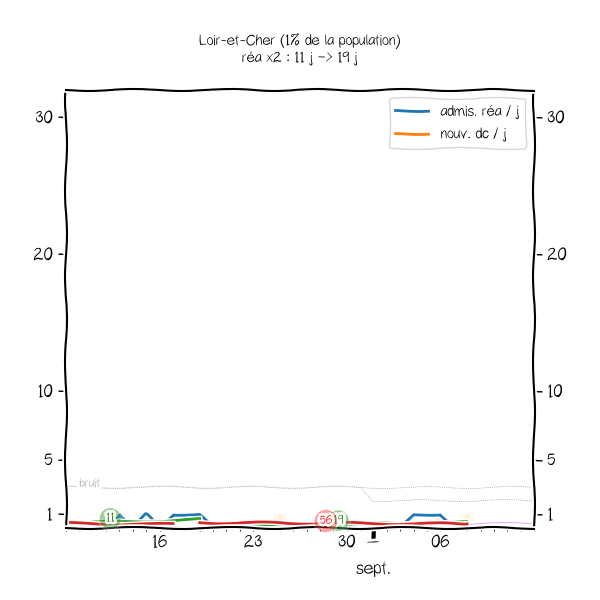 Loir-et-Cher (1% de la population)
réa x2 : 11 j -> 19 j
admis. réa / j
nouv. dc / j
30 30
20 20
10 10
5 5
bruit
1 11 56 19 1
16 23 30 1 06
sept.